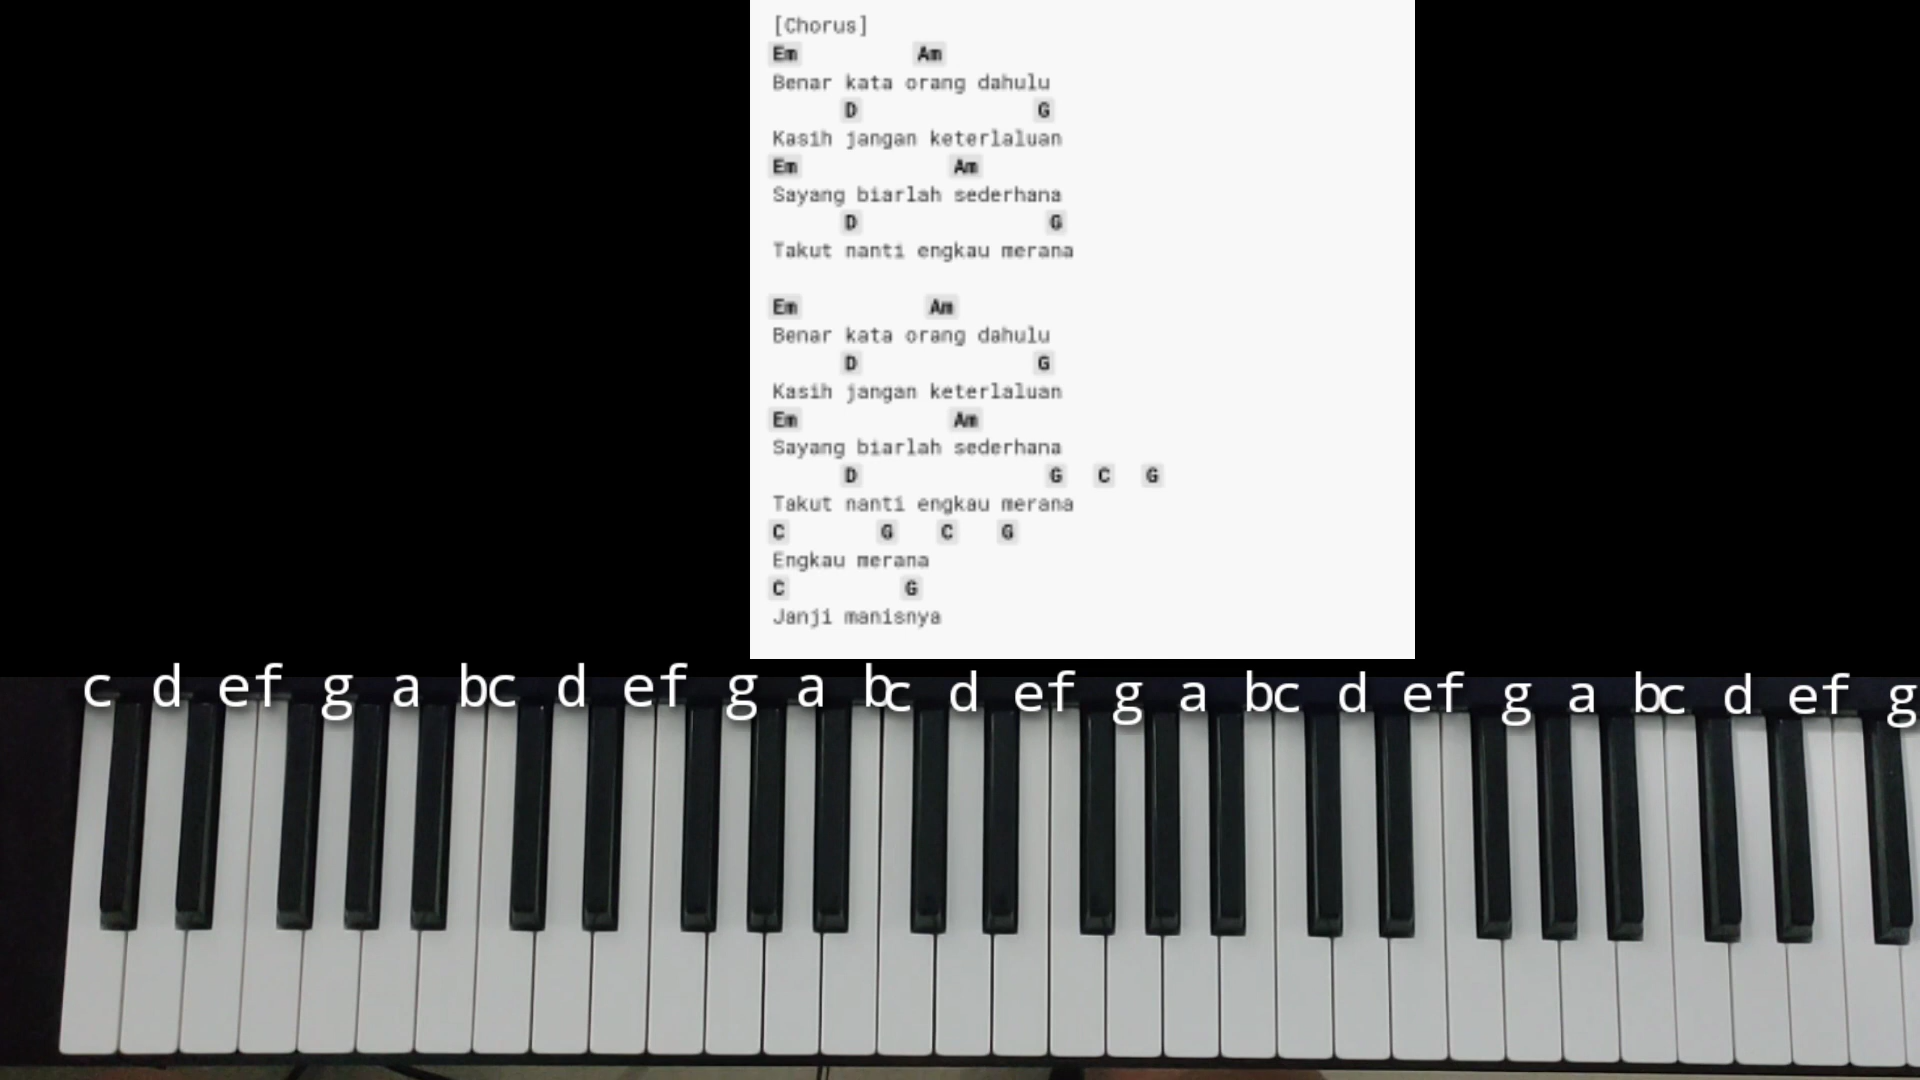 [Chorus]
Em Am
Benar kata orang dahulu
D G
Kasih jangan keterlaluan
Em Am
Sayang biarlah sederhana
D G
Takut nanti engkau merana
Em Am
Benar kata orang dahulu
D G
Kasih jangan keterlaluan
Em Am
Sayang biarlah sederhana
D G C G
Takut nanti engkau merana
C G C G
Engkau merana
C G
Janji manisnya
c d ef g a bc d ef g a bc d ef g a bc d ef g a bc d ef g